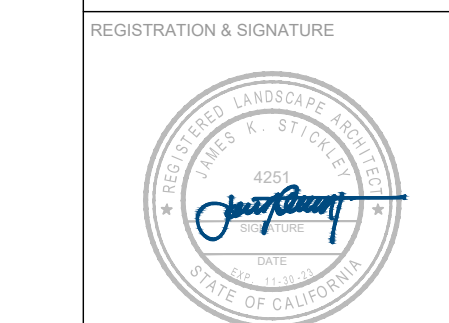 REGISTRATION & SIGNATURE
REGISTERED LANDSCAPE ARCHITECT
JAMES K. STICKLEY
4251
SIGNATURE
DATE
EXP. 11-30-23
STATE OF CALIFORNIA